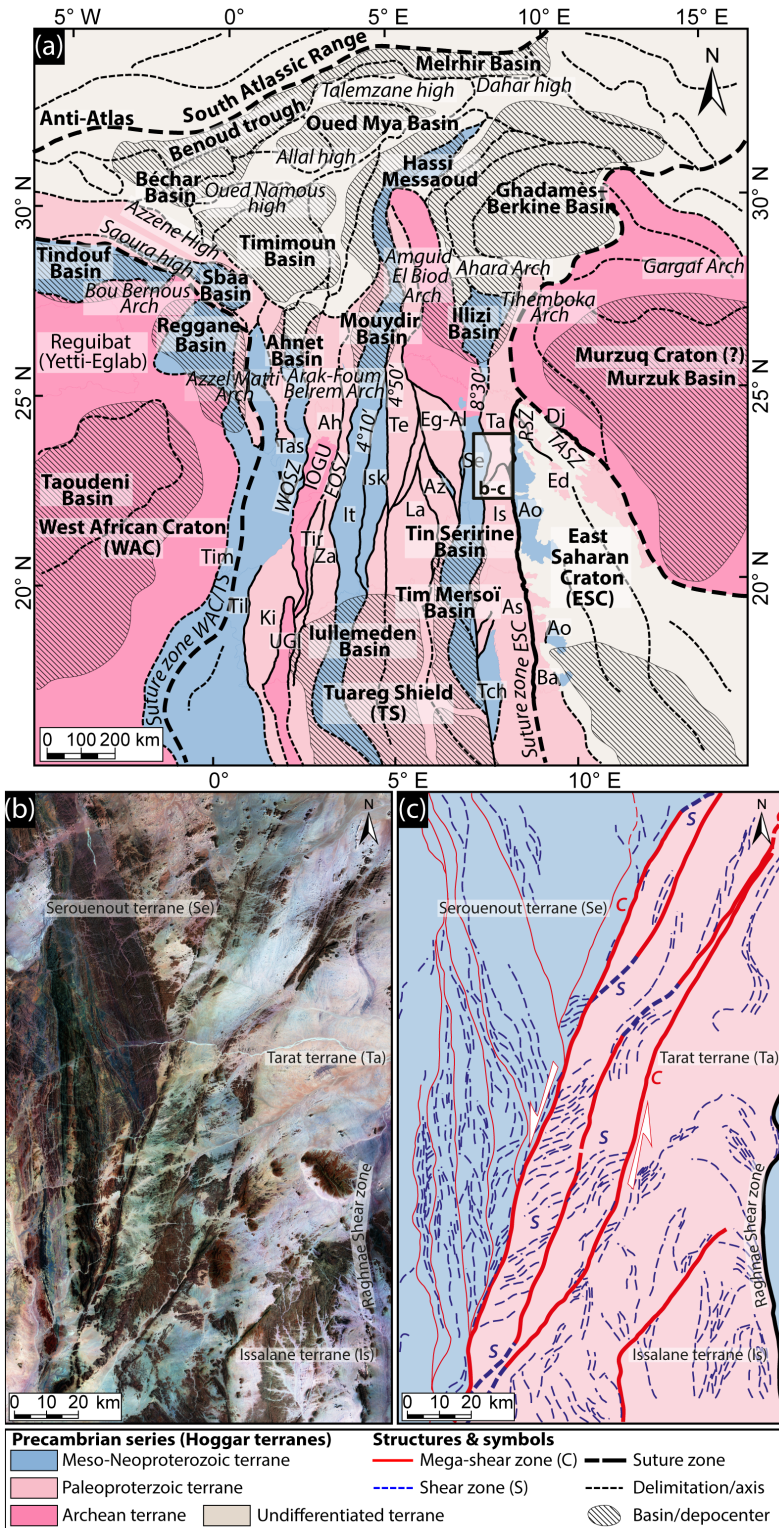 5° W
0°
5° E
10° E
15° E
(a)
N
South Atlassic Range
Melrhir Basin
Anti-Atlas
Talemzane high
Dahar high
Benoud trough
Oued Mya Basin
Allal high
Hassi
Messaoud
Béchar
Basin
Oued Namous
high
Ghadamès-
Berkine Basin
30° N
30° N
Azzene High
Saoura high
Timimoun
Basin
Tindouf
Basin
Sbâa
Basin
Amguid
El Biod
Arch
Ahara Arch
Gargaf Arch
Bou Bernous
Arch
Mouydir
Basin
Illizi
Basin
Tihemboka
Arch
Reguibat
(Yetti-Eglab)
Reggane
Basin
Ahnet
Basin
Murzuq Craton (?)
Murzuk Basin
Azzel Matti
Arch
Arak-Foum
Belrem Arch
4°50'
8°30'
25° N
25° N
Ah
4°10'
Te
Eg-Al
Ta
RSZ
Dj
TASZ
Tas
WOSZ
IOGU
EOSZ
Isk
Az
Se
b-c
Ed
Taoudeni
Basin
It
La
Is
Ao
West African Craton
(WAC)
Tim
Tir
Za
Tin Seririne
Basin
East
Saharan
Craton
(ESC)
20° N
20° N
Til
Ki
Tim Mersoï
Basin
As
UG
Iullemeden
Basin
Ao
Suture zone WAC/TS
Tuareg Shield
(TS)
Tch
Suture zone ESC
Ba
0 100 200 km
0°
5° E
10° E
(b)
N
Serouenout terrane (Se)
Tarat terrane (Ta)
Raghnae Shear zone
Issalane terrane (Is)
0 10 20 km
(c)
N
S
Serouenout terrane (Se)
C
S
Tarat terrane (Ta)
C
S
S
Raghnae Shear zone
Issalane terrane (Is)
S
0 10 20 km
Precambrian series (Hoggar terranes)
Meso-Neoproterozoic terrane
Paleoproterzoic terrane
Archean terrane
Undifferentiated terrane
Structures & symbols
Mega-shear zone (C)
Suture zone
Shear zone (S)
Delimitation/axis
Basin/depocenter